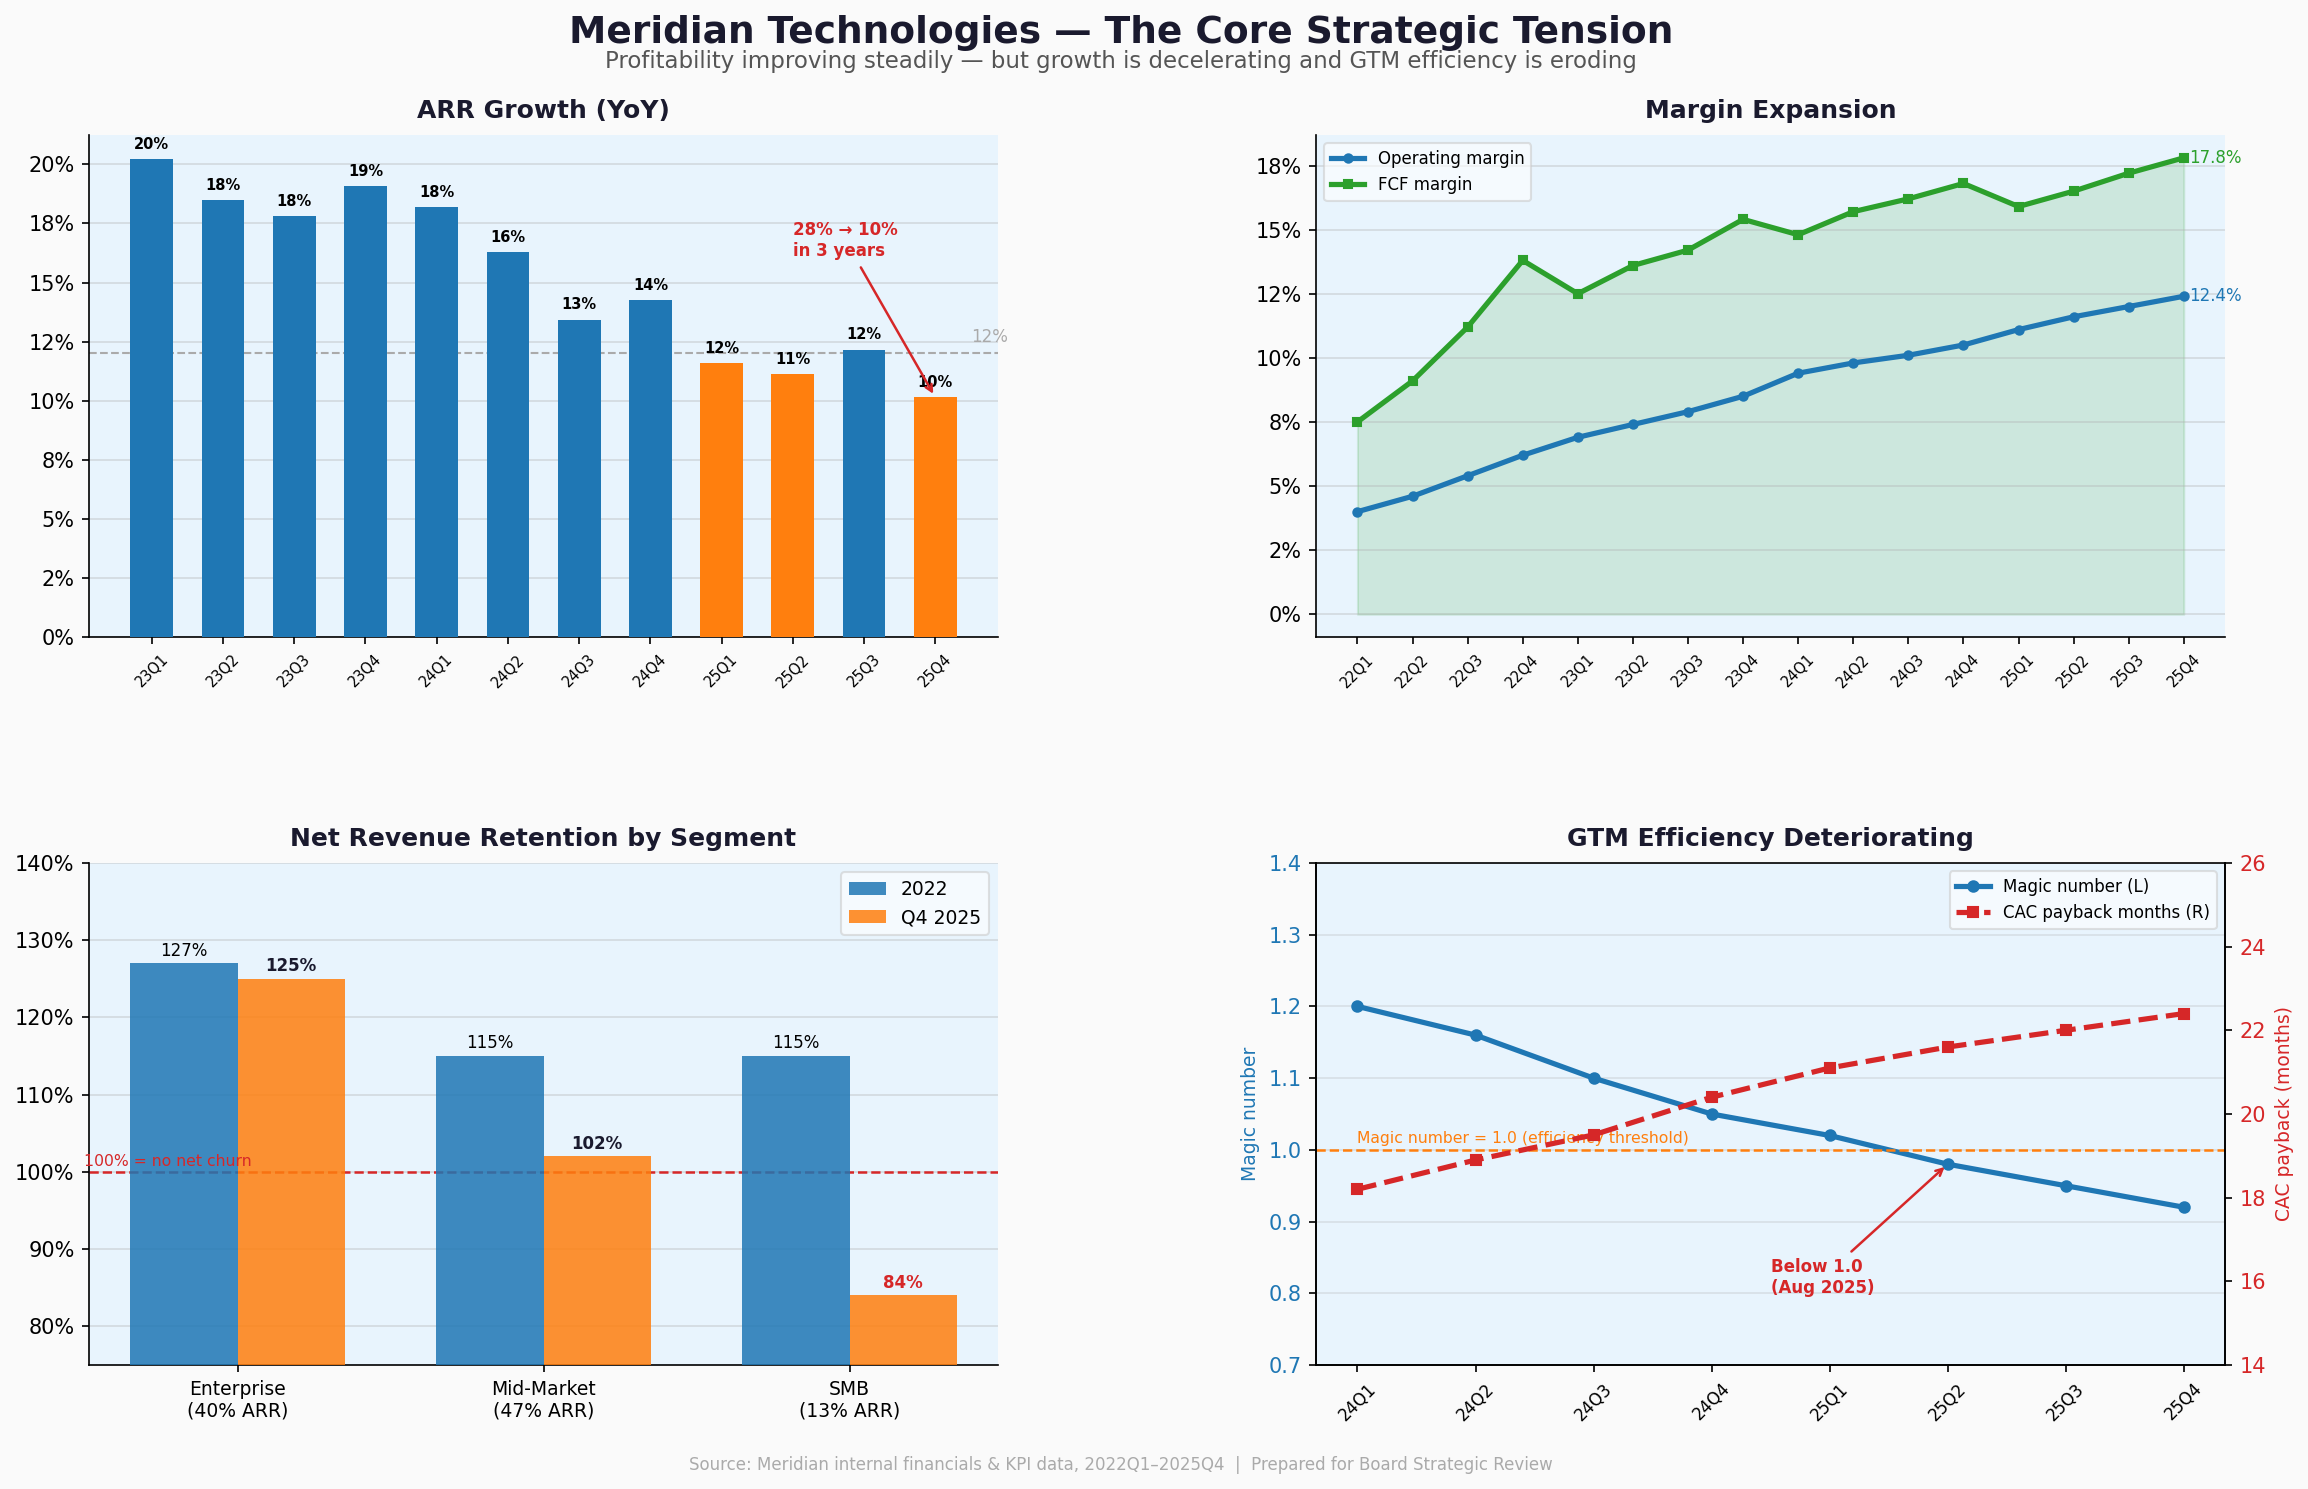 Meridian Technologies — The Core Strategic Tension
Profitability improving steadily — but growth is decelerating and GTM efficiency is eroding
ARR Growth (YoY)
20%
18%
15%
12%
10%
8%
5%
2%
0%
20%
18%
18%
19%
18%
16%
13%
14%
12%
11%
12%
10%
28% → 10%
in 3 years
12%
23Q1
23Q2
23Q3
23Q4
24Q1
24Q2
24Q3
24Q4
25Q1
25Q2
25Q3
25Q4
Margin Expansion
Operating margin
FCF margin
18%
15%
12%
10%
8%
5%
2%
0%
17.8%
12.4%
22Q1
22Q2
22Q3
22Q4
23Q1
23Q2
23Q3
23Q4
24Q1
24Q2
24Q3
24Q4
25Q1
25Q2
25Q3
25Q4
Net Revenue Retention by Segment
140%
130%
120%
110%
100%
90%
80%
2022
Q4 2025
127%
125%
115%
102%
115%
84%
100% = no net churn
Enterprise
(40% ARR)
Mid-Market
(47% ARR)
SMB
(13% ARR)
GTM Efficiency Deteriorating
Magic number
1.4
1.3
1.2
1.1
1.0
0.9
0.8
0.7
Magic number (L)
CAC payback months (R)
Magic number = 1.0 (efficiency threshold)
Below 1.0
(Aug 2025)
26
24
22
20
18
16
14
CAC payback (months)
24Q1
24Q2
24Q3
24Q4
25Q1
25Q2
25Q3
25Q4
Source: Meridian internal financials & KPI data, 2022Q1–2025Q4 | Prepared for Board Strategic Review